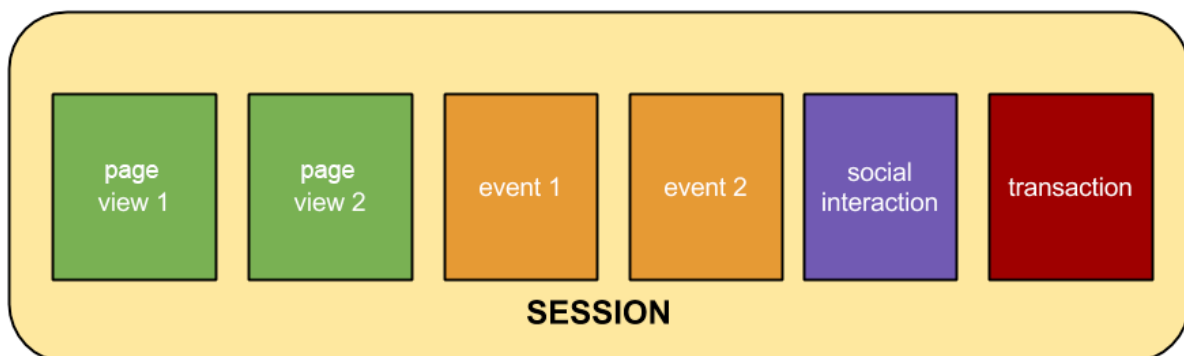 page
view 1
page
view 2
event 1
event 2
social
interaction
transaction
SESSION